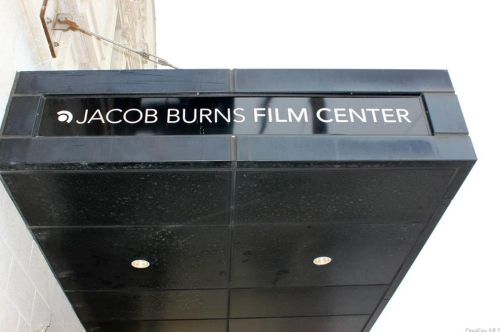 JACOB BURNS FILM CENTER